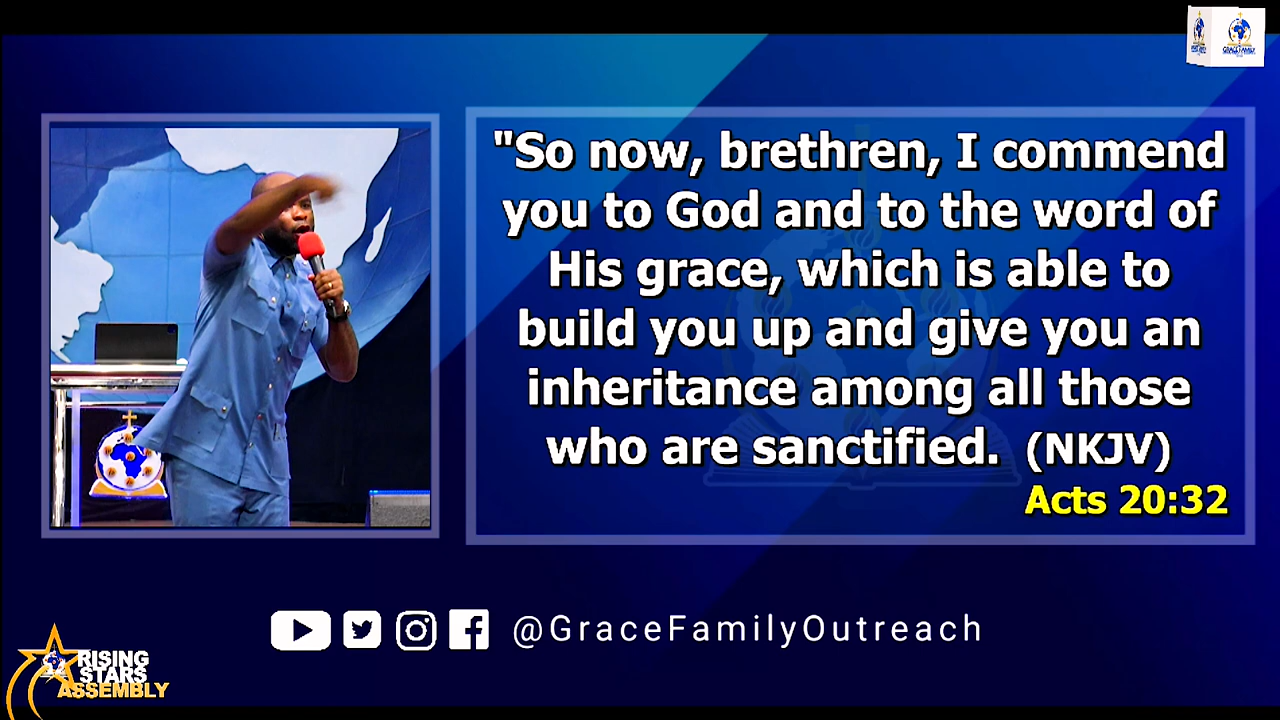 GRACE FAMILY
"So now, brethren, I commend
you to God and to the word of
His grace, which is able to
build you up and give you an
inheritance among all those
who are sanctified. (NKJV)
Acts 20:32
@GraceFamilyOutreach
RISING
STARS
ASSEMBLY